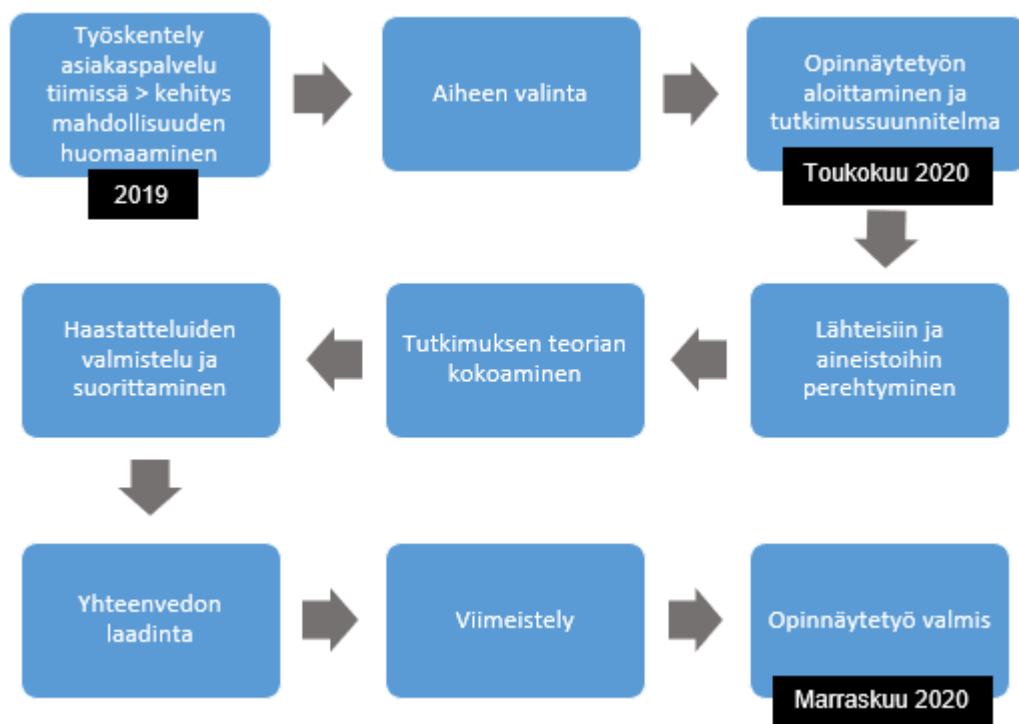 Työskentely
asiakaspalvelu
tiimissä > kehitys
mahdollisuuden
huomaaminen
2019
Aiheen valinta
Opinnäytetyön
aloittaminen ja
tutkimussuunnitelma
Toukokuu 2020
Lähteisiin ja
aineistoihin
perehtyminen
Tutkimuksen teorian
kokoaminen
Haastatteluiden
valmistelu ja
suorittaminen
Yhteenvedon
laadinta
Viimeistely
Opinnäytetyö valmis
Marraskuu 2020